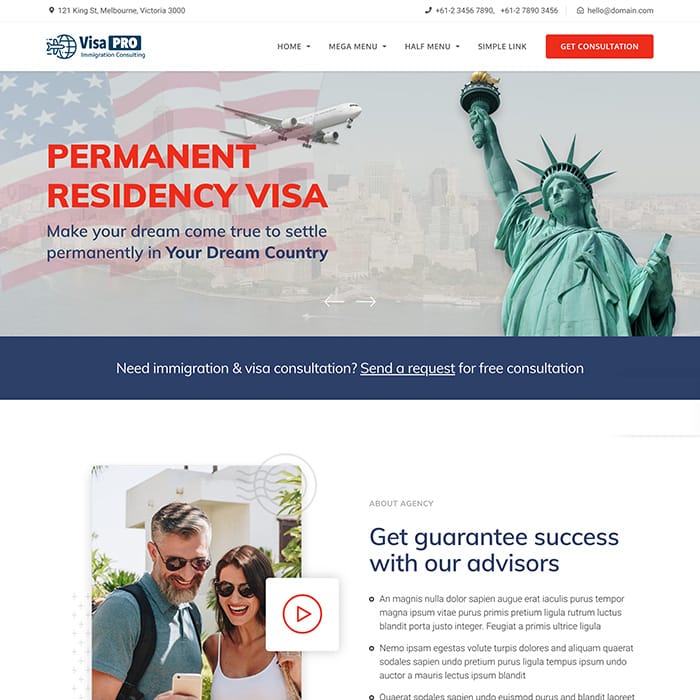 121 King St, Melbourne, Victoria 3000
+61-2 3456 7890, +61-2 7890 3456
hello@domain.com
Visa PRO
Immigration Consulting
HOME
MEGA MENU
HALF MENU
SIMPLE LINK
GET CONSULTATION
PERMANENT
RESIDENCY VISA
Make your dream come true to settle
permanently in Your Dream Country
Need immigration & visa consultation? Send a request for free consultation
ABOUT AGENCY
Get guarantee success
with our advisors
An magnis nulla dolor sapien augue erat iaculis purus tempor
magna ipsum vitae purus primis pretium ligula rutrum luctus
blandit porta justo integer. Feugiat a primis ultrice ligula
Nemo ipsam egestas volute turpis dolores and aliquam quaerat
sodales sapien undo pretium purus ligula tempus ipsum undo
auctor a mauris lectus ipsum blandit
Quaerat sodales sapien undo euismod purus and blandit laoreet